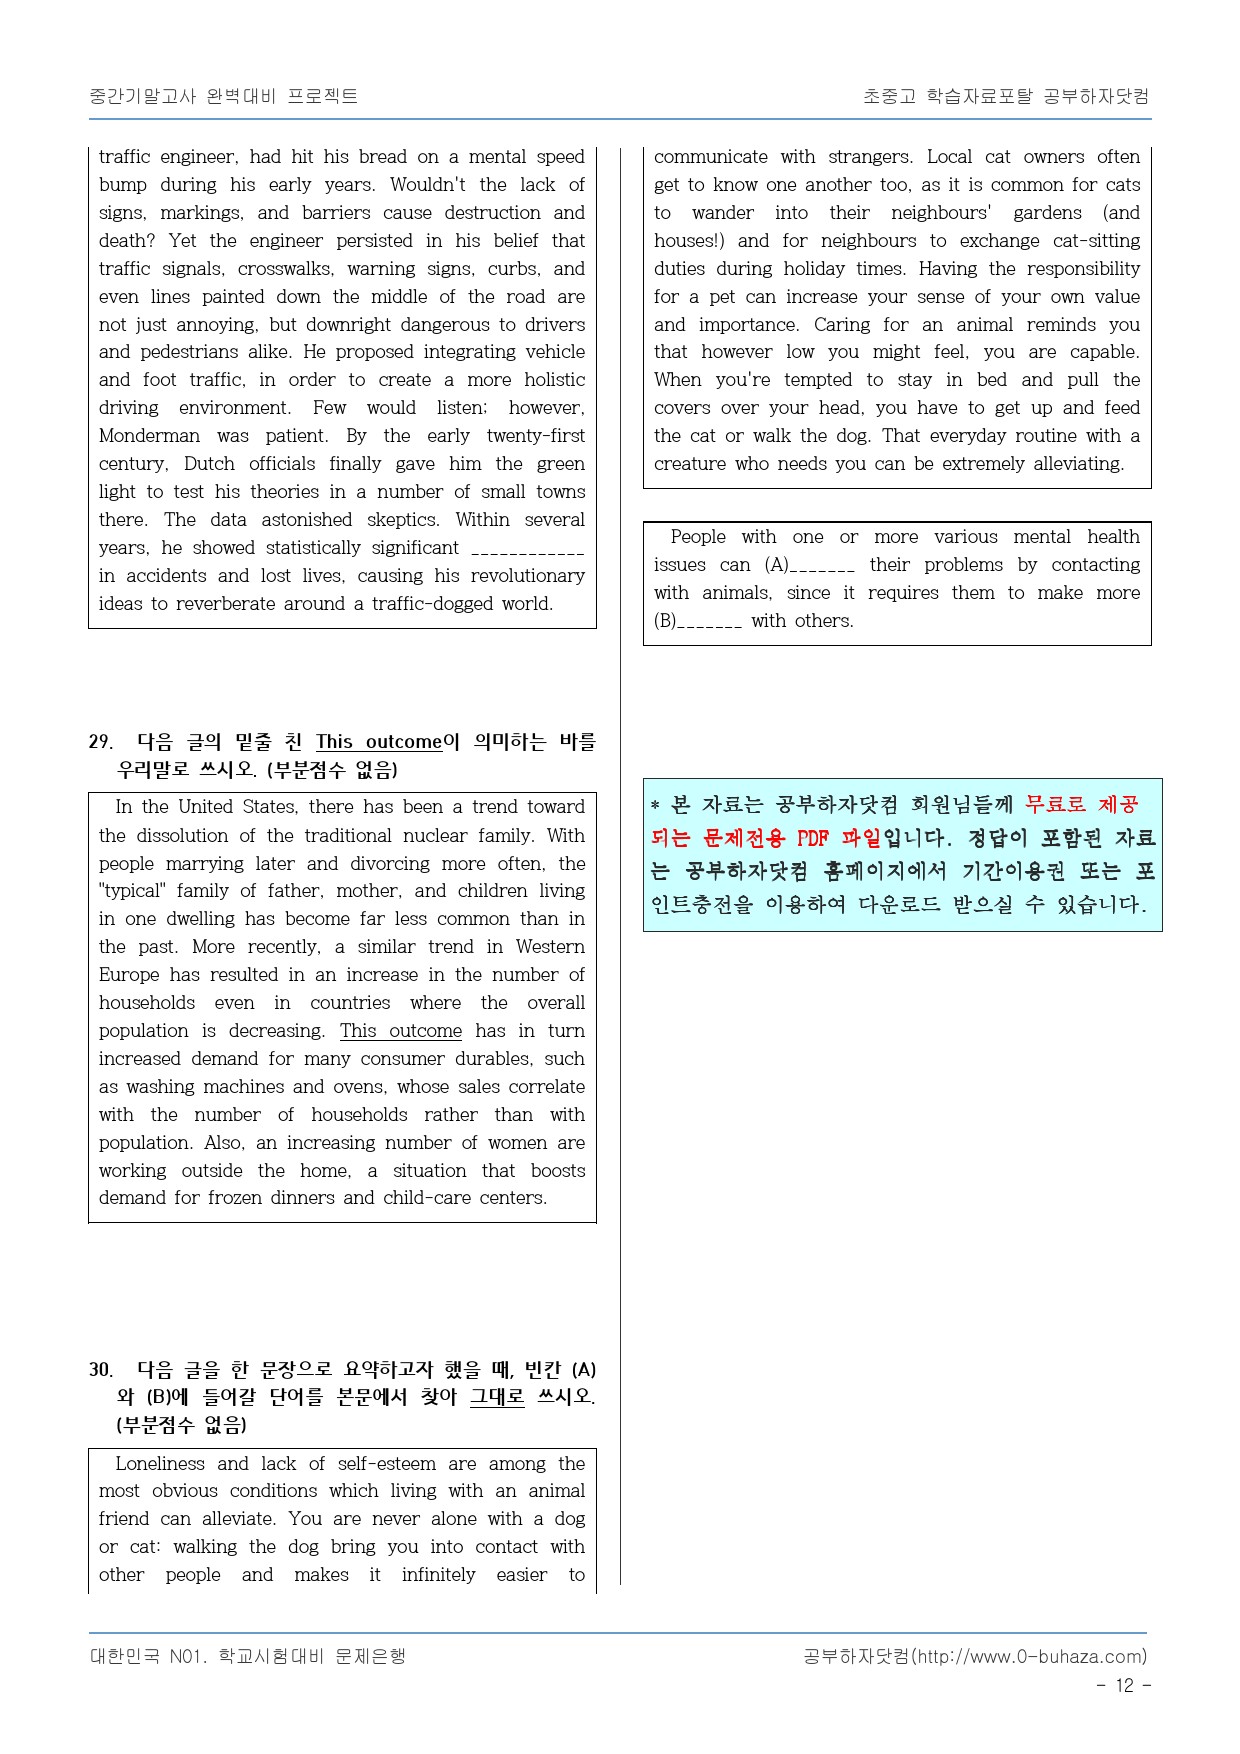 중간기말고사 완벽대비 프로젝트
초중고 학습자료포탈 공부하자닷컴
traffic engineer, had hit his bread on a mental speed
bump during his early years. Wouldn't the lack of
signs, markings, and barriers cause destruction and
death? Yet the engineer persisted in his belief that
traffic signals, crosswalks, warning signs, curbs, and
even lines painted down the middle of the road are
not just annoying, but downright dangerous to drivers
and pedestrians alike. He proposed integrating vehicle
and foot traffic, in order to create a more holistic
driving environment. Few would listen; however,
Monderman was patient. By the early twenty-first
century, Dutch officials finally gave him the green
light to test his theories in a number of small towns
there. The data astonished skeptics. Within several
years, he showed statistically significant ____________
in accidents and lost lives, causing his revolutionary
ideas to reverberate around a traffic-dogged world.
29. 다음 글의 밑줄 친 This outcome이 의미하는 바를
우리말로 쓰시오. (부분점수 없음)
In the United States, there has been a trend toward
the dissolution of the traditional nuclear family. With
people marrying later and divorcing more often, the
"typical" family of father, mother, and children living
in one dwelling has become far less common than in
the past. More recently, a similar trend in Western
Europe has resulted in an increase in the number of
households even in countries where the overall
population is decreasing. This outcome has in turn
increased demand for many consumer durables, such
as washing machines and ovens, whose sales correlate
with the number of households rather than with
population. Also, an increasing number of women are
working outside the home, a situation that boosts
demand for frozen dinners and child-care centers.
30. 다음 글을 한 문장으로 요약하고자 했을 때, 빈칸 (A)
와 (B)에 들어갈 단어를 본문에서 찾아 그대로 쓰시오.
(부분점수 없음)
Loneliness and lack of self-esteem are among the
most obvious conditions which living with an animal
friend can alleviate. You are never alone with a dog
or cat: walking the dog bring you into contact with
other people and makes it infinitely easier to
communicate with strangers. Local cat owners often
get to know one another too, as it is common for cats
to wander into their neighbours' gardens (and
houses!) and for neighbours to exchange cat-sitting
duties during holiday times. Having the responsibility
for a pet can increase your sense of your own value
and importance. Caring for an animal reminds you
that however low you might feel, you are capable.
When you're tempted to stay in bed and pull the
covers over your head, you have to get up and feed
the cat or walk the dog. That everyday routine with a
creature who needs you can be extremely alleviating.
People with one or more various mental health
issues can (A)_______ their problems by contacting
with animals, since it requires them to make more
(B)_______ with others.
* 본 자료는 공부하자닷컴 회원님들께 무료로 제공
되는 문제전용 PDF 파일입니다. 정답이 포함된 자료
는 공부하자닷컴 홈페이지에서 기간이용권 또는 포
인트충전을 이용하여 다운로드 받으실 수 있습니다.
대한민국 N01. 학교시험대비 문제은행
공부하자닷컴(http://www.0-buhaza.com)
- 12 -